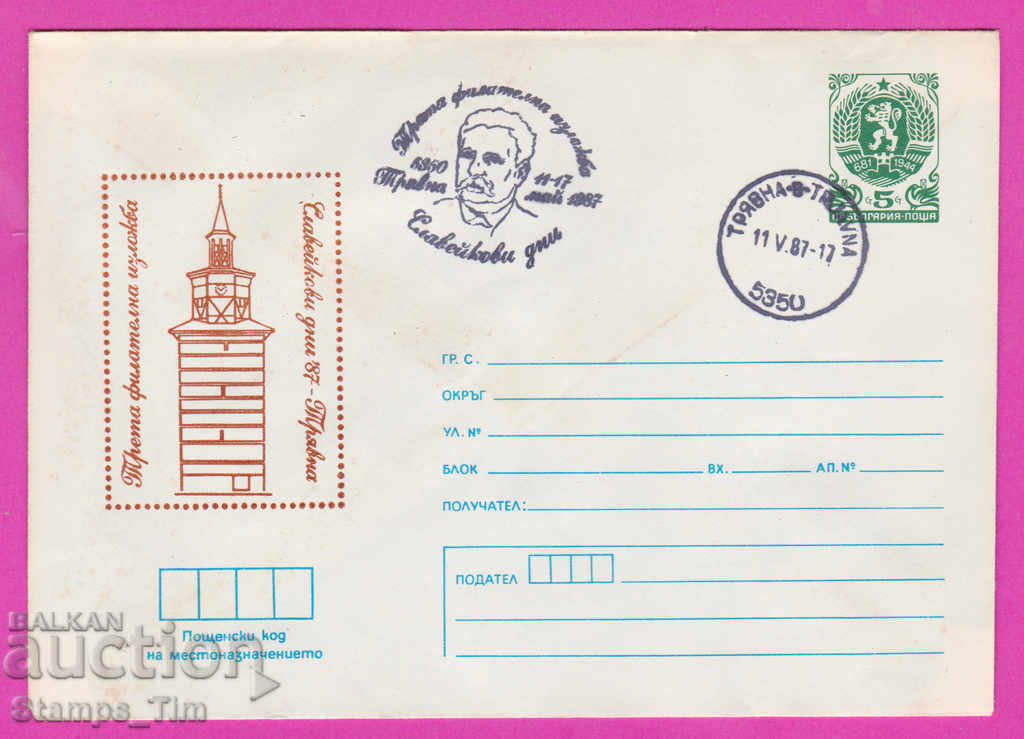 Трета филателна изложба
5350
Трявна
11-17
май 1987
Славейкови дни
681 1944
5
БЪЛГАРИЯ·ПОЩА
ТРЯВНА-В-TRJAVNA
11 V.87-17
5350
Трета филателна изложба
Славейкови дни '87 - Трявна
ГР. С.
ОКРЪГ
УЛ. №
БЛОК ВХ. АП. №
ПОЛУЧАТЕЛ:
ПОДАТЕЛ
Пощенски код
на местоназначението
BALKAN
auction
Stamps_Tim